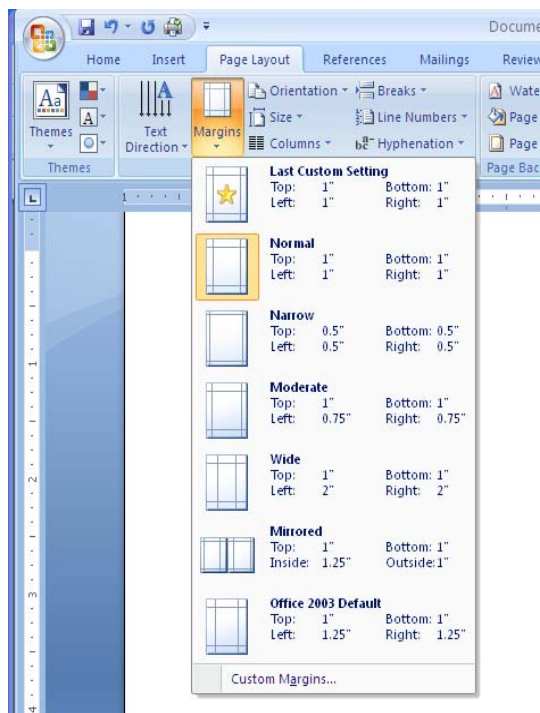 Docume
Home Insert Page Layout References Mailings Review
Themes Text Direction Margins Orientation Breaks Wate
Size Line Numbers Page
Columns Hyphenation Page
Themes Page Bac
Last Custom Setting
Top: 1" Bottom: 1"
Left: 1" Right: 1"
Normal
Top: 1" Bottom: 1"
Left: 1" Right: 1"
Narrow
Top: 0.5" Bottom: 0.5"
Left: 0.5" Right: 0.5"
Moderate
Top: 1" Bottom: 1"
Left: 0.75" Right: 0.75"
Wide
Top: 1" Bottom: 1"
Left: 2" Right: 2"
Mirrored
Top: 1" Bottom: 1"
Inside: 1.25" Outside:1"
Office 2003 Default
Top: 1" Bottom: 1"
Left: 1.25" Right: 1.25"
Custom Margins...
1
1
2
3
4